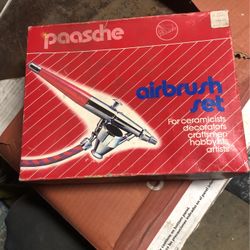 paasche
airbrush
set
For ceramicists
decorators
craftsmen
hobbyists
artists